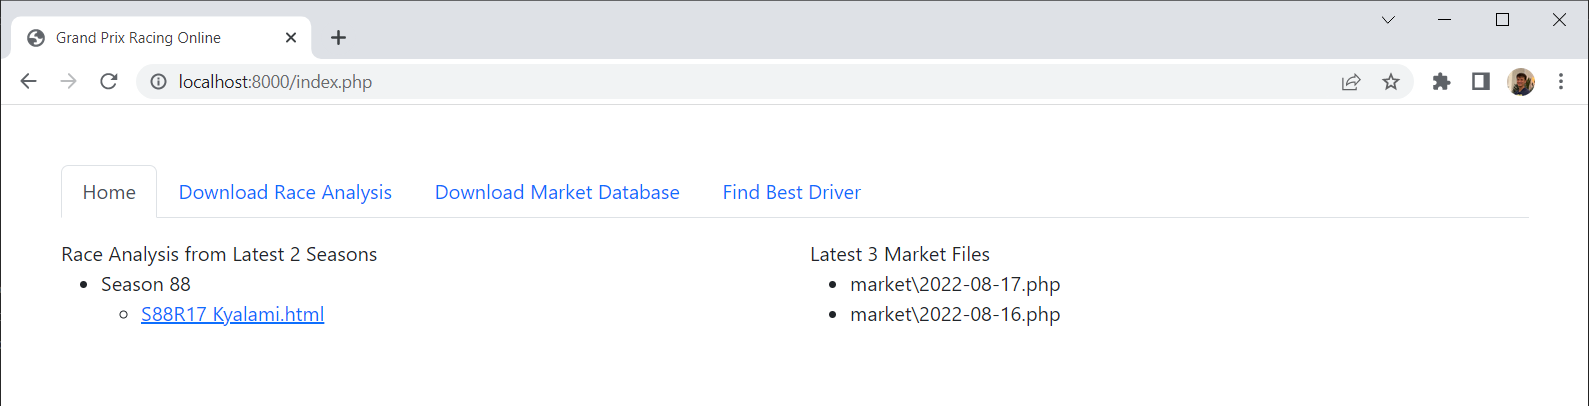 Grand Prix Racing Online
localhost:8000/index.php
Home Download Race Analysis Download Market Database Find Best Driver
Race Analysis from Latest 2 Seasons
Season 88
S88R17 Kyalami.html
Latest 3 Market Files
market\2022-08-17.php
market\2022-08-16.php